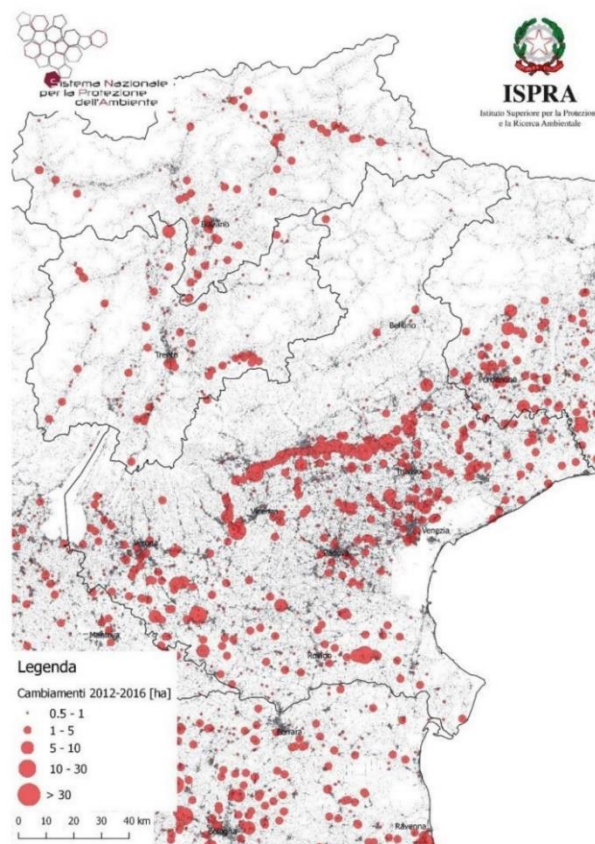 Sistema Nazionale
per la Protezione
dell'Ambiente
ISPRA
Istituto Superiore per la Protezione
e la Ricerca Ambientale
Bolzano
Belluno
Trento
Pordenone
Treviso
Vicenza
Venezia
Verona
Padova
Mantova
Rovigo
Ferrara
Bologna
Ravenna
Legenda
Cambiamenti 2012-2016 [ha]
0.5 - 1
1 - 5
5 - 10
10 - 30
> 30
0 10 20 30 40 km